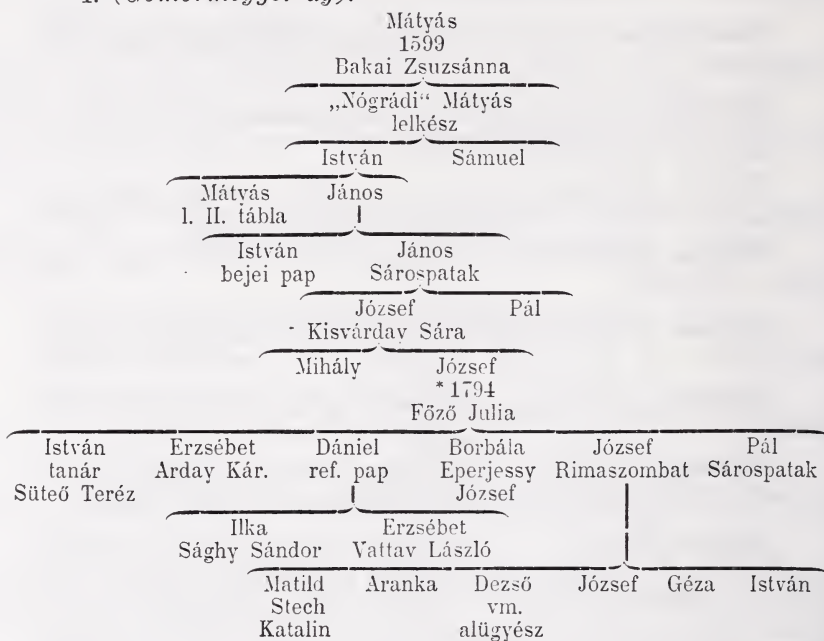 Mátyás
1599
Bakai Zsuzsánna
„Nógrádi“ Mátyás
lelkész
István Sámuel
Mátyás János
l. II. tábla
István János
bejei pap Sárospatak
József Pál
Kisvárday Sára
Mihály József
* 1794
Főző Julia
István Erzsébet Dániel Borbála József Pál
tanár Arday Kár. ref. pap Eperjessy Rimaszombat Sárospatak
Süteő Teréz József
Ilka Erzsébet
Sághy Sándor Vattay László
Matild Aranka Dezső József Géza István
Stech vm.
Katalin alügyész